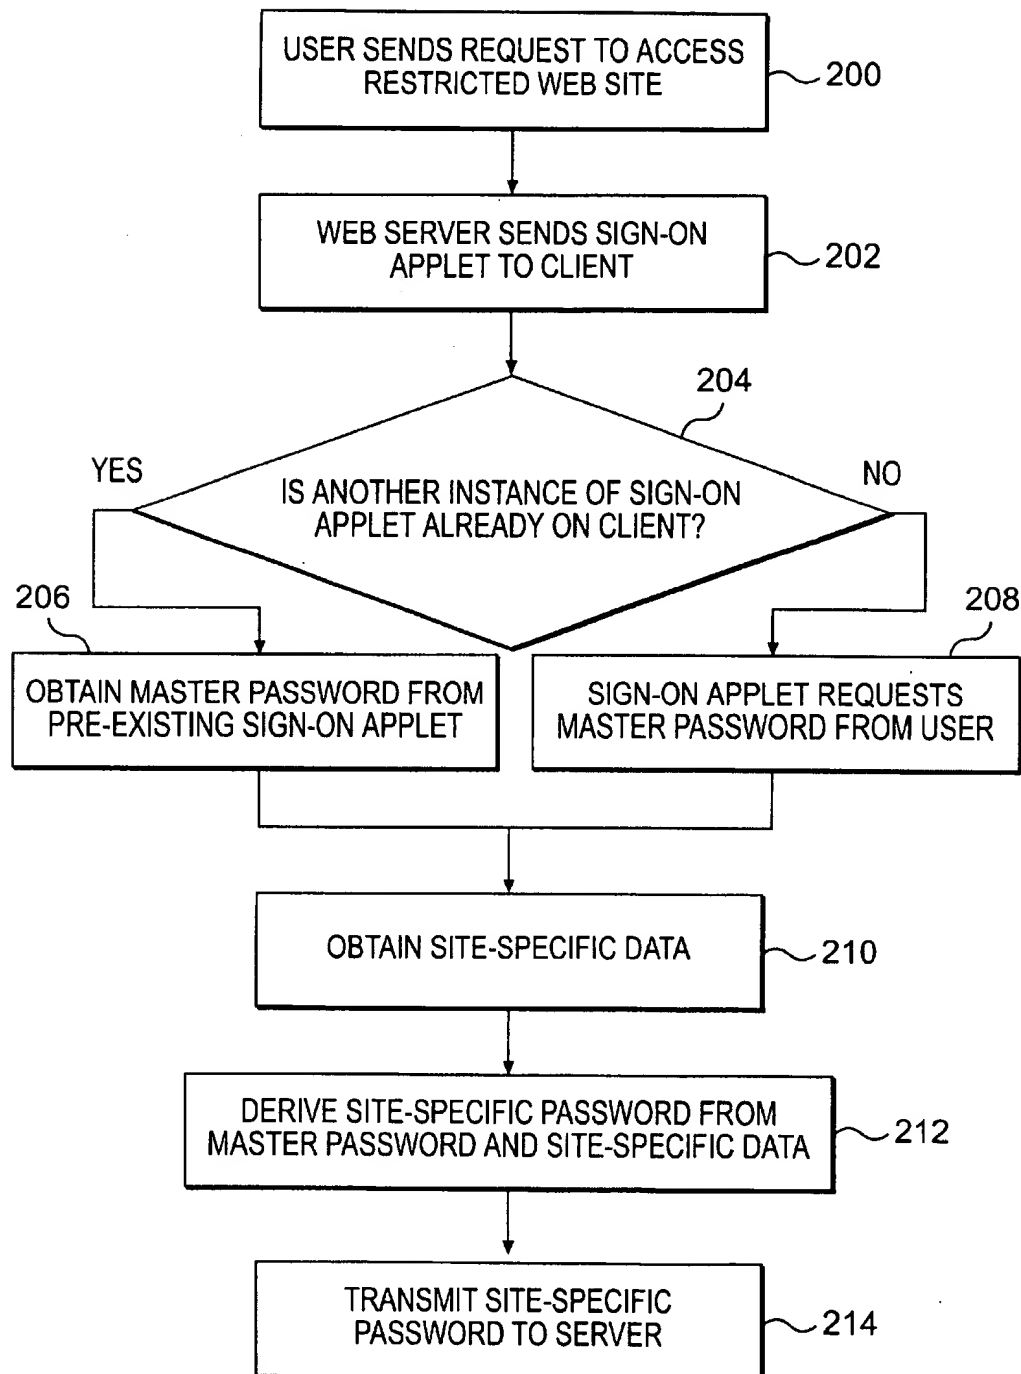 USER SENDS REQUEST TO ACCESS
RESTRICTED WEB SITE
200
WEB SERVER SENDS SIGN-ON
APPLET TO CLIENT
202
204
YES
NO
IS ANOTHER INSTANCE OF SIGN-ON
APPLET ALREADY ON CLIENT?
206
208
OBTAIN MASTER PASSWORD FROM
PRE-EXISTING SIGN-ON APPLET
SIGN-ON APPLET REQUESTS
MASTER PASSWORD FROM USER
OBTAIN SITE-SPECIFIC DATA
210
DERIVE SITE-SPECIFIC PASSWORD FROM
MASTER PASSWORD AND SITE-SPECIFIC DATA
212
TRANSMIT SITE-SPECIFIC
PASSWORD TO SERVER
214